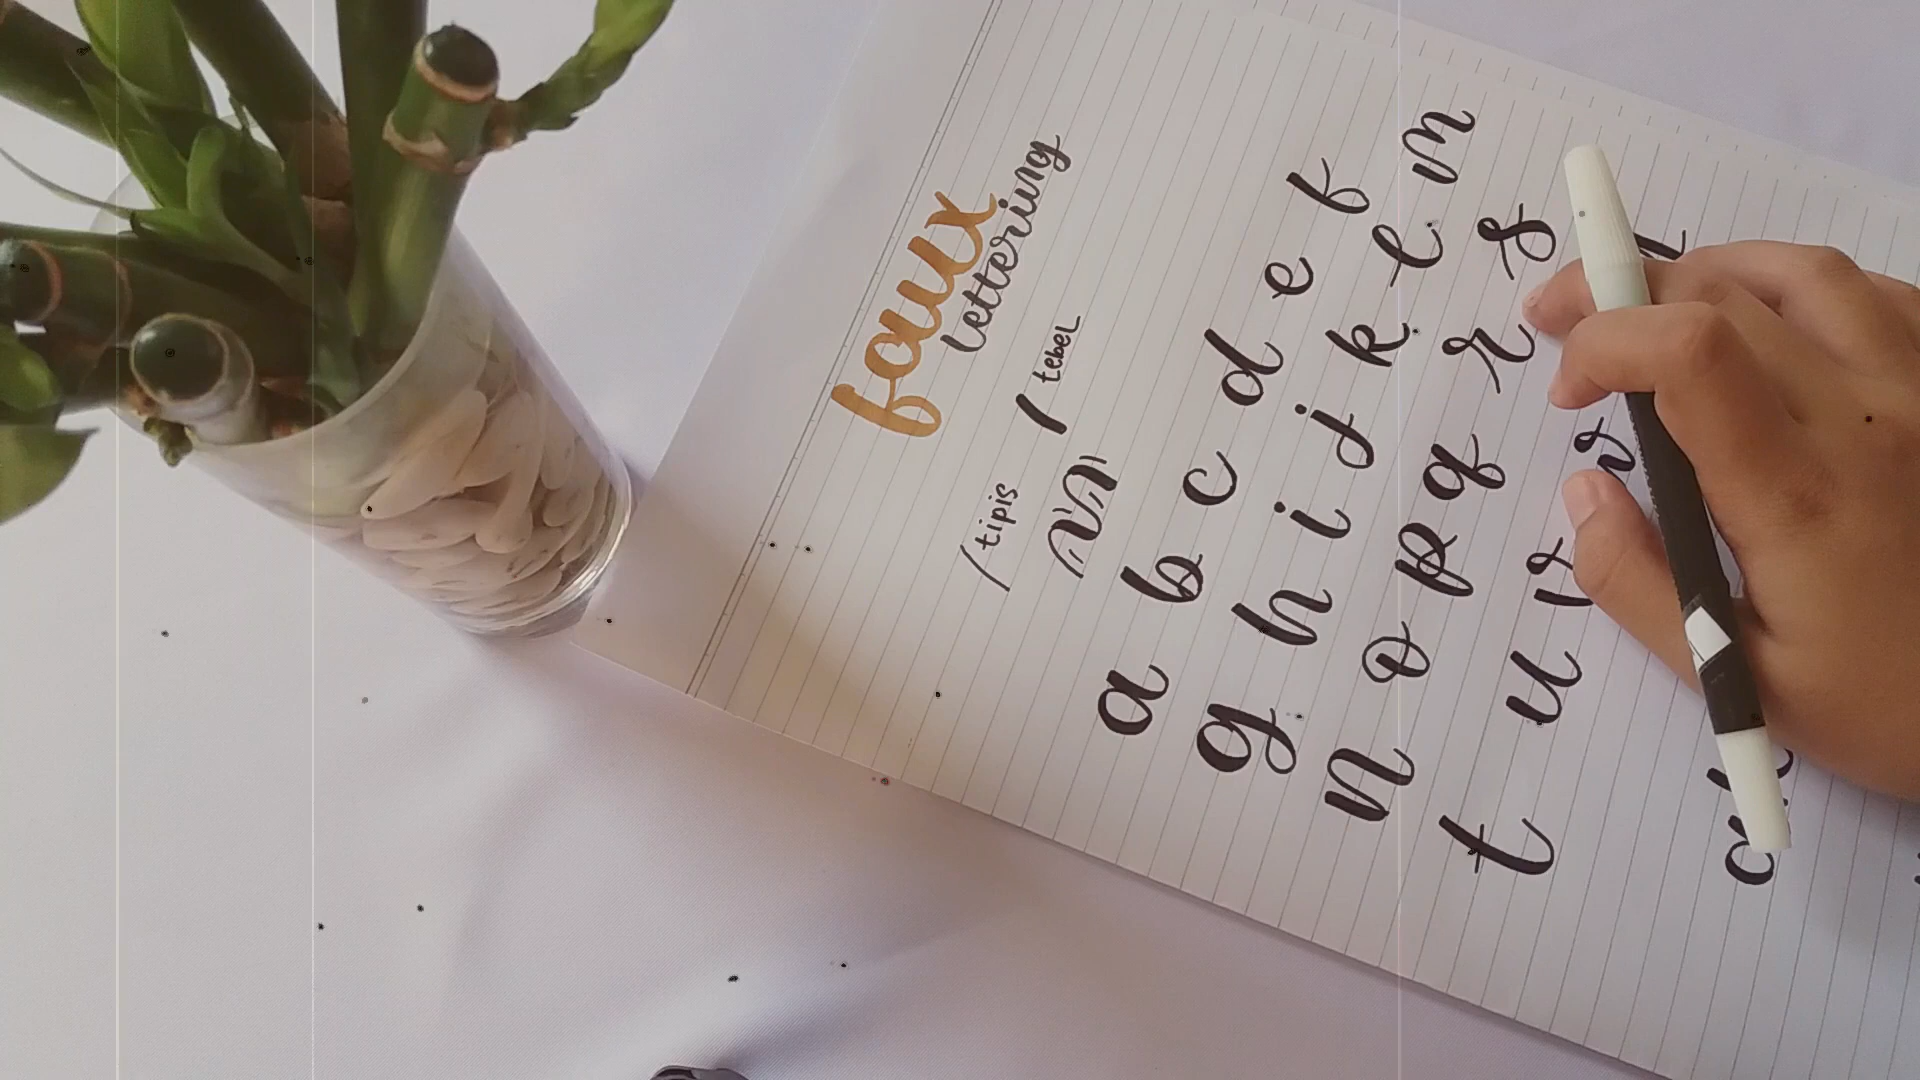 faux
lettering
/ tipis / tebel
a b c d e f
g h i j k l m
n o p q r s
t u v w